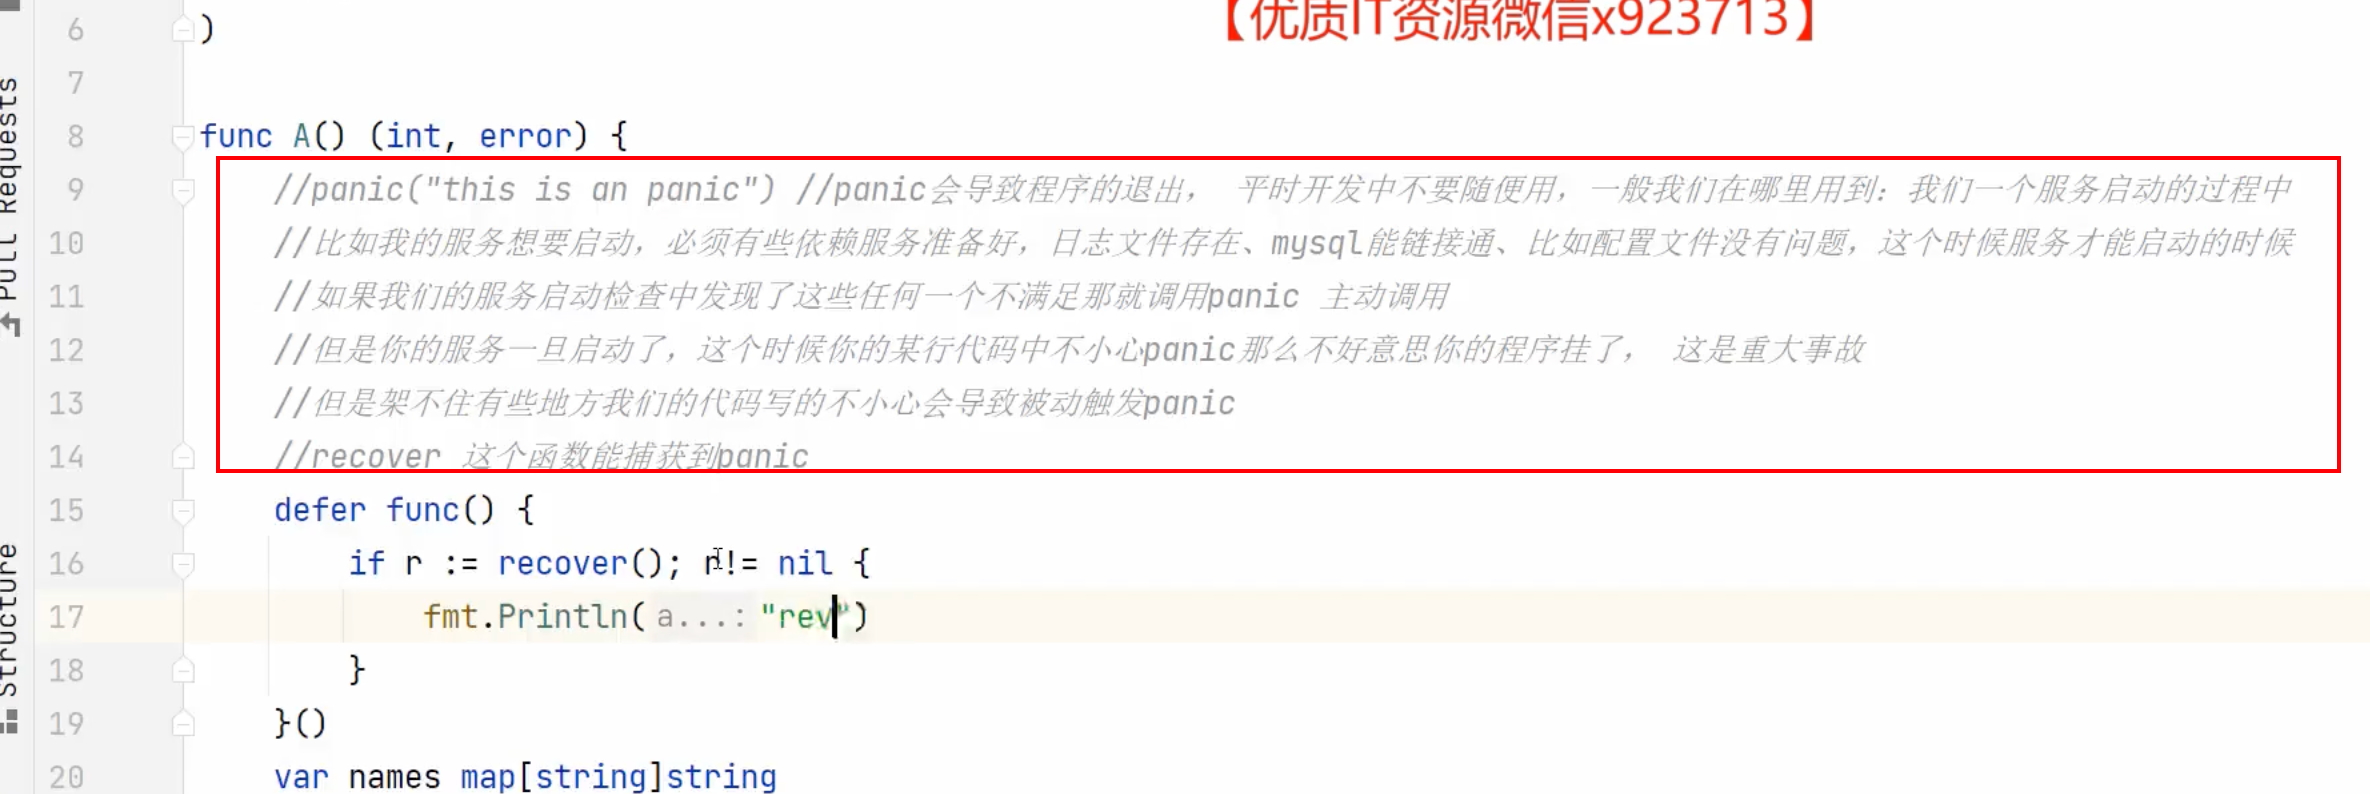 【优质IT资源微信x923713】
6 )
7
8 func A() (int, error) {
9 //panic("this is an panic") //panic会导致程序的退出， 平时开发中不要随便用，一般我们在哪里用到：我们一个服务启动的过程中
10 //比如我的服务想要启动，必须有些依赖服务准备好，日志文件存在、mysql能链接通、比如配置文件没有问题，这个时候服务才能启动的时候
11 //如果我们的服务启动检查中发现了这些任何一个不满足那就调用panic 主动调用
12 //但是你的服务一旦启动了，这个时候你的某行代码中不小心panic那么不好意思你的程序挂了， 这是重大事故
13 //但是架不住有些地方我们的代码写的不小心会导致被动触发panic
14 //recover 这个函数能捕获到panic
15 defer func() {
16 if r := recover(); r!= nil {
17 fmt.Println( a...: "rev")
18 }
19 }()
20 var names map[string]string
Pull Requests
Structure